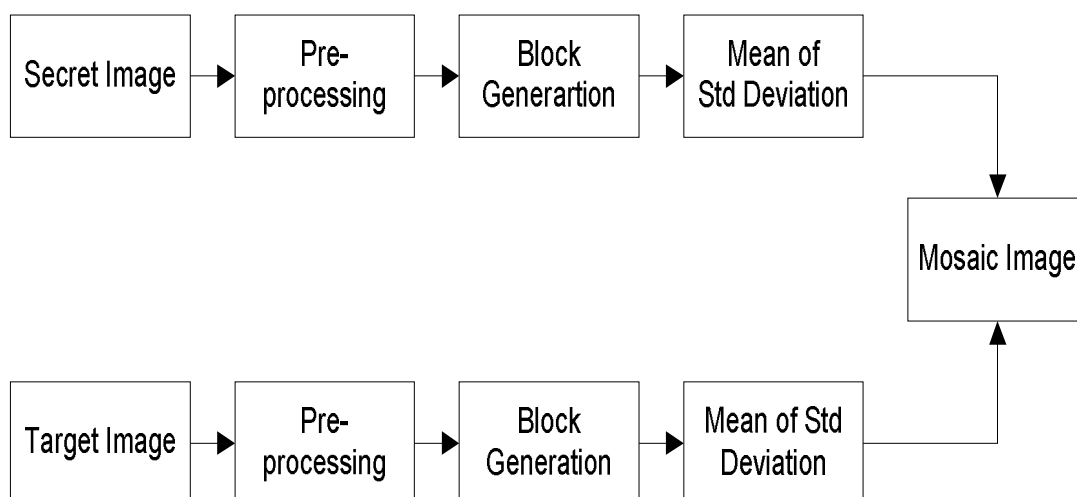 Secret Image
Pre-
processing
Block
Generartion
Mean of
Std Deviation
Mosaic Image
Target Image
Pre-
processing
Block
Generation
Mean of Std
Deviation